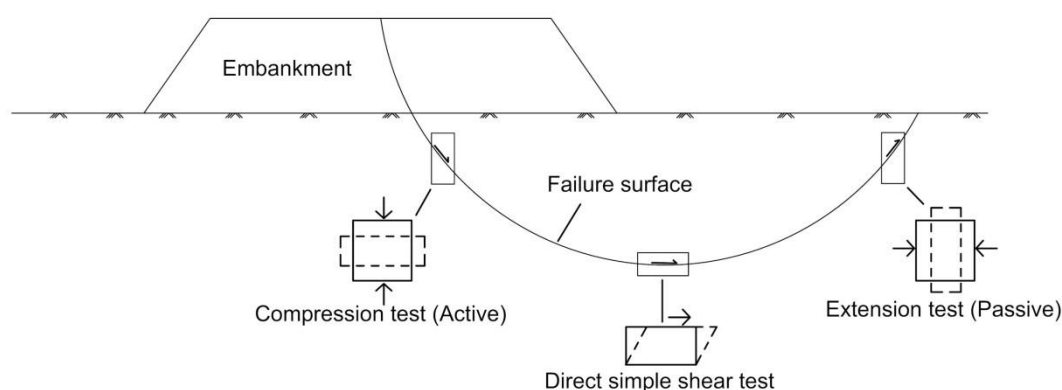 Embankment
Failure surface
Compression test (Active)
Extension test (Passive)
Direct simple shear test